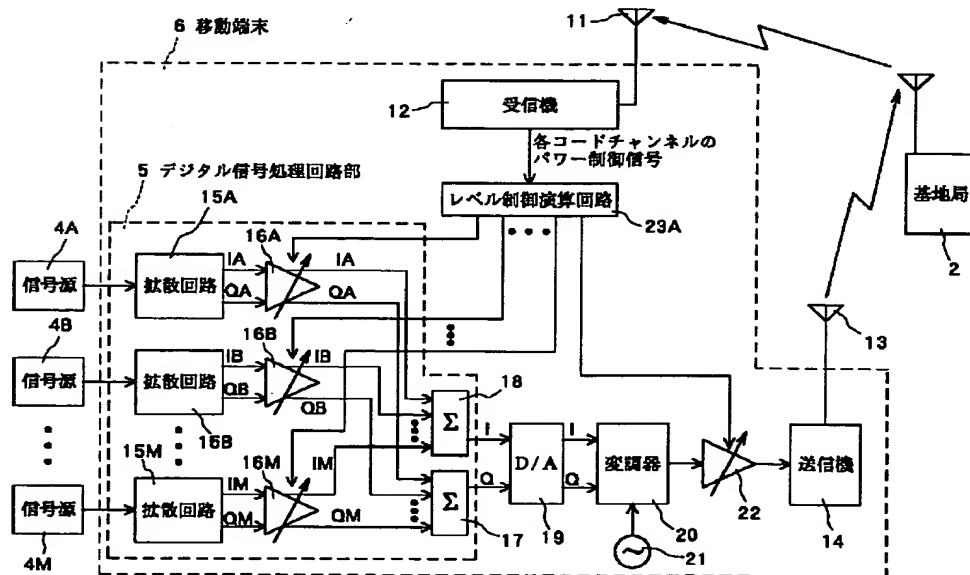 6 移動端末
11
受信機
12
各コードチャンネルの
パワー制御信号
5 デジタル信号処理回路部
レベル制御演算回路
23A
基地局
2
15A
16A
4A
信号源
拡散回路
IA
QA
IA
QA
13
4B
信号源
拡散回路
15B
IB
QB
16B
IB
QB
18
Σ
I
D/A
I
変調器
22
送信機
15M
16M
IM
Σ
Q
Q
信号源
4M
拡散回路
IM
QM
QM
17
19
20
21
14